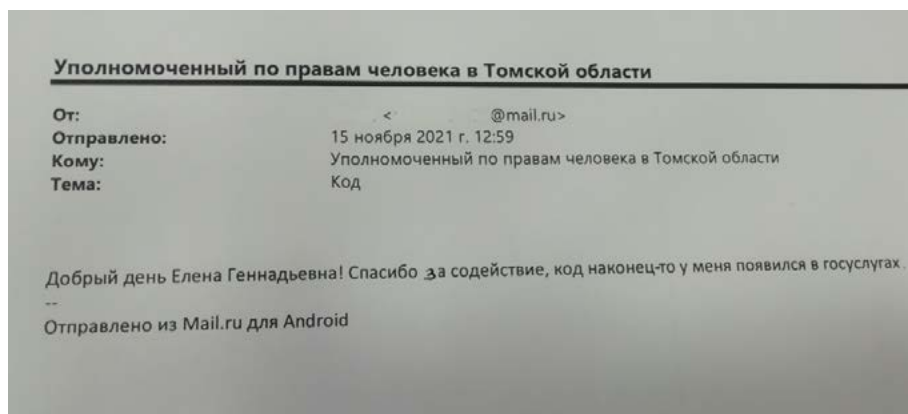 Уполномоченный по правам человека в Томской области
От: < @mail.ru>
Отправлено: 15 ноября 2021 г. 12:59
Кому: Уполномоченный по правам человека в Томской области
Тема: Код
Добрый день Елена Геннадьевна! Спасибо за содействие, код наконец-то у меня появился в госуслугах.
--
Отправлено из Mail.ru для Android